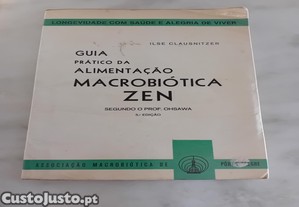 LONGEVIDADE COM SAÚDE E ALEGRIA DE VIVER
ILSE CLAUSNITZER
GUIA
PRÁTICO DA
ALIMENTAÇÃO
MACROBIÓTICA
ZEN
SEGUNDO O PROF. OHSAWA
ASSOCIAÇÃO MACROBIÓTICA
CustoJusto.pt